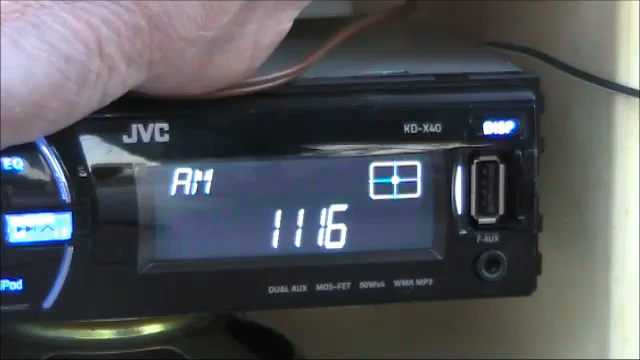 JVC
KD-X40
DISP
EQ
AM
1116
iPod
F-AUX
DUAL AUX MOS-FET 50Wx4 WMA MP3